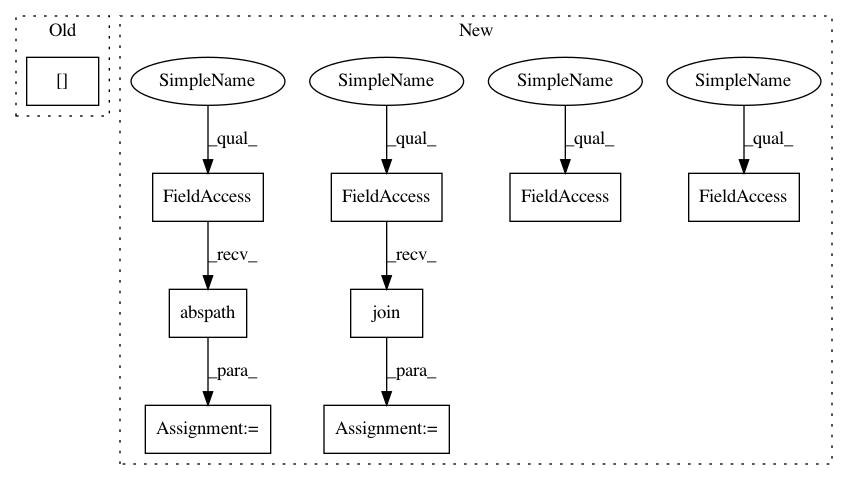 Old
New
[]
SimpleName
SimpleName
SimpleName
SimpleName
_qual_
_qual_
_qual_
_qual_
FieldAccess
FieldAccess
FieldAccess
FieldAccess
_recv_
_recv_
abspath
join
_para_
_para_
Assignment:=
Assignment:=